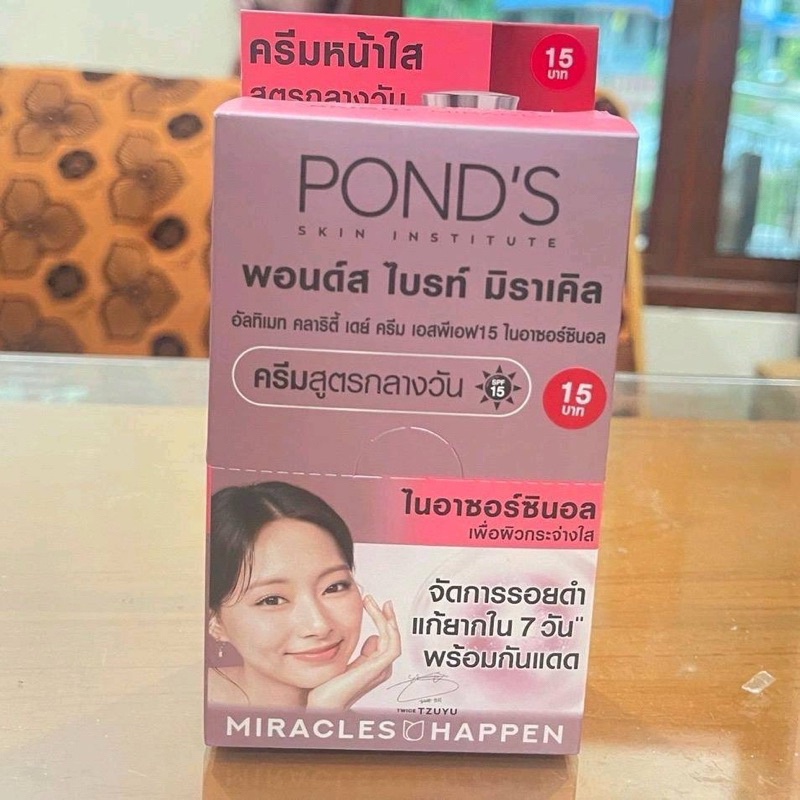 ครีมหน้าใส
15
บาท
สูตรกลางวัน
POND'S
SKIN INSTITUTE
พอนด์ส ไบรท์ มิราเคิล
อัลทิเมท คลาริตี้ เดย์ ครีม เอสพีเอฟ15 ไนอาซอร์ซินอล
ครีมสูตรกลางวัน
SPF
15
15
บาท
ไนอาซอร์ซินอล
เพื่อผิวกระจ่างใส
จัดการรอยดำ
แก้ยากใน 7 วัน¨
พร้อมกันแดด
TWICE TZUYU
MIRACLES HAPPEN